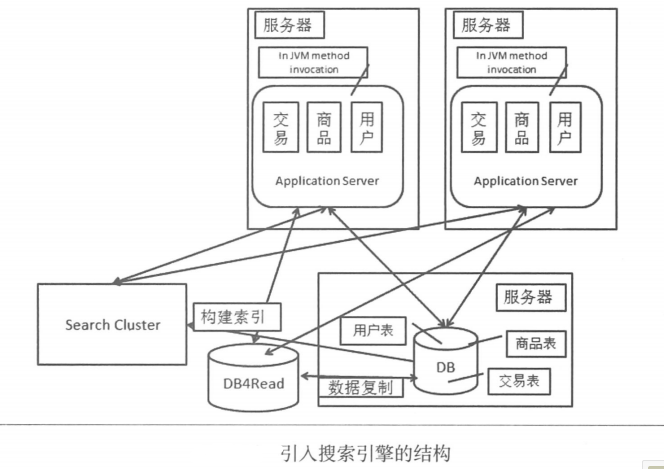 服务器
In JVM method
invocation
交易
商品
用户
Application Server
服务器
In JVM method
invocation
交易
商品
用户
Application Server
Search Cluster
构建索引
DB4Read
数据复制
服务器
用户表
DB
商品表
交易表
引入搜索引擎的结构